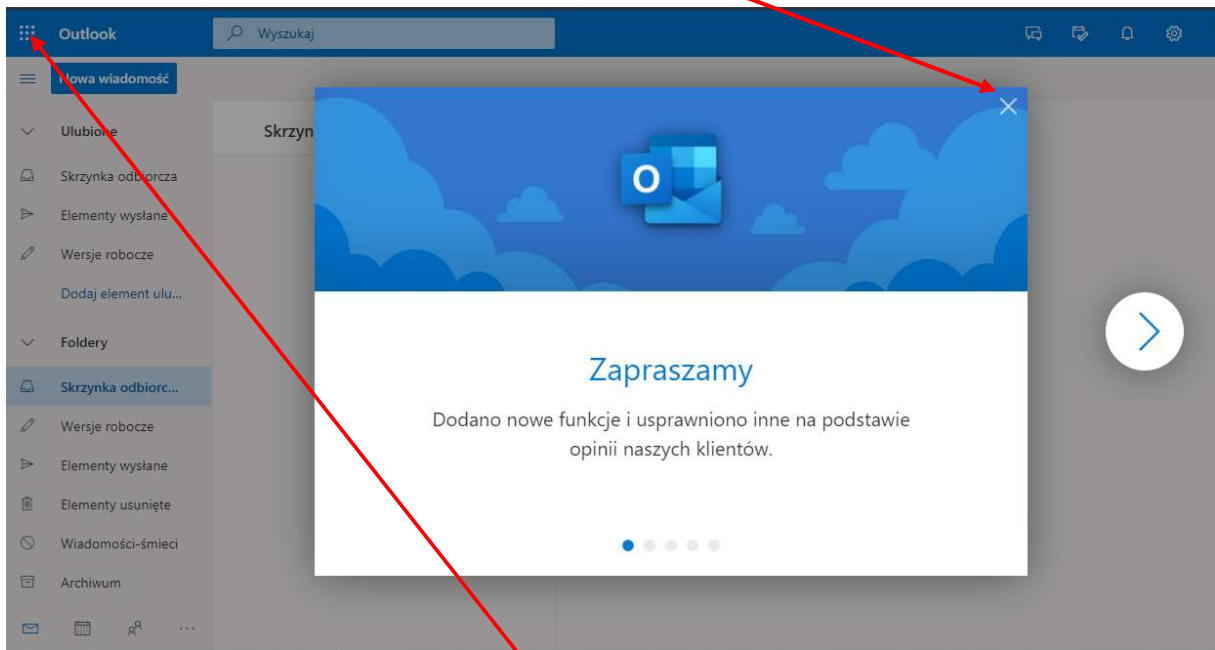 Outlook
Wyszukaj
Nowa wiadomość
Ulubione
Skrzyn
Skrzynka odbiorcza
Elementy wysłane
Wersje robocze
Dodaj element ulu...
Foldery
Skrzynka odbiorc...
Wersje robocze
Elementy wysłane
Elementy usunięte
Wiadomości-śmieci
Archiwum
O
Zapraszamy
Dodano nowe funkcje i usprawniono inne na podstawie
opinii naszych klientów.